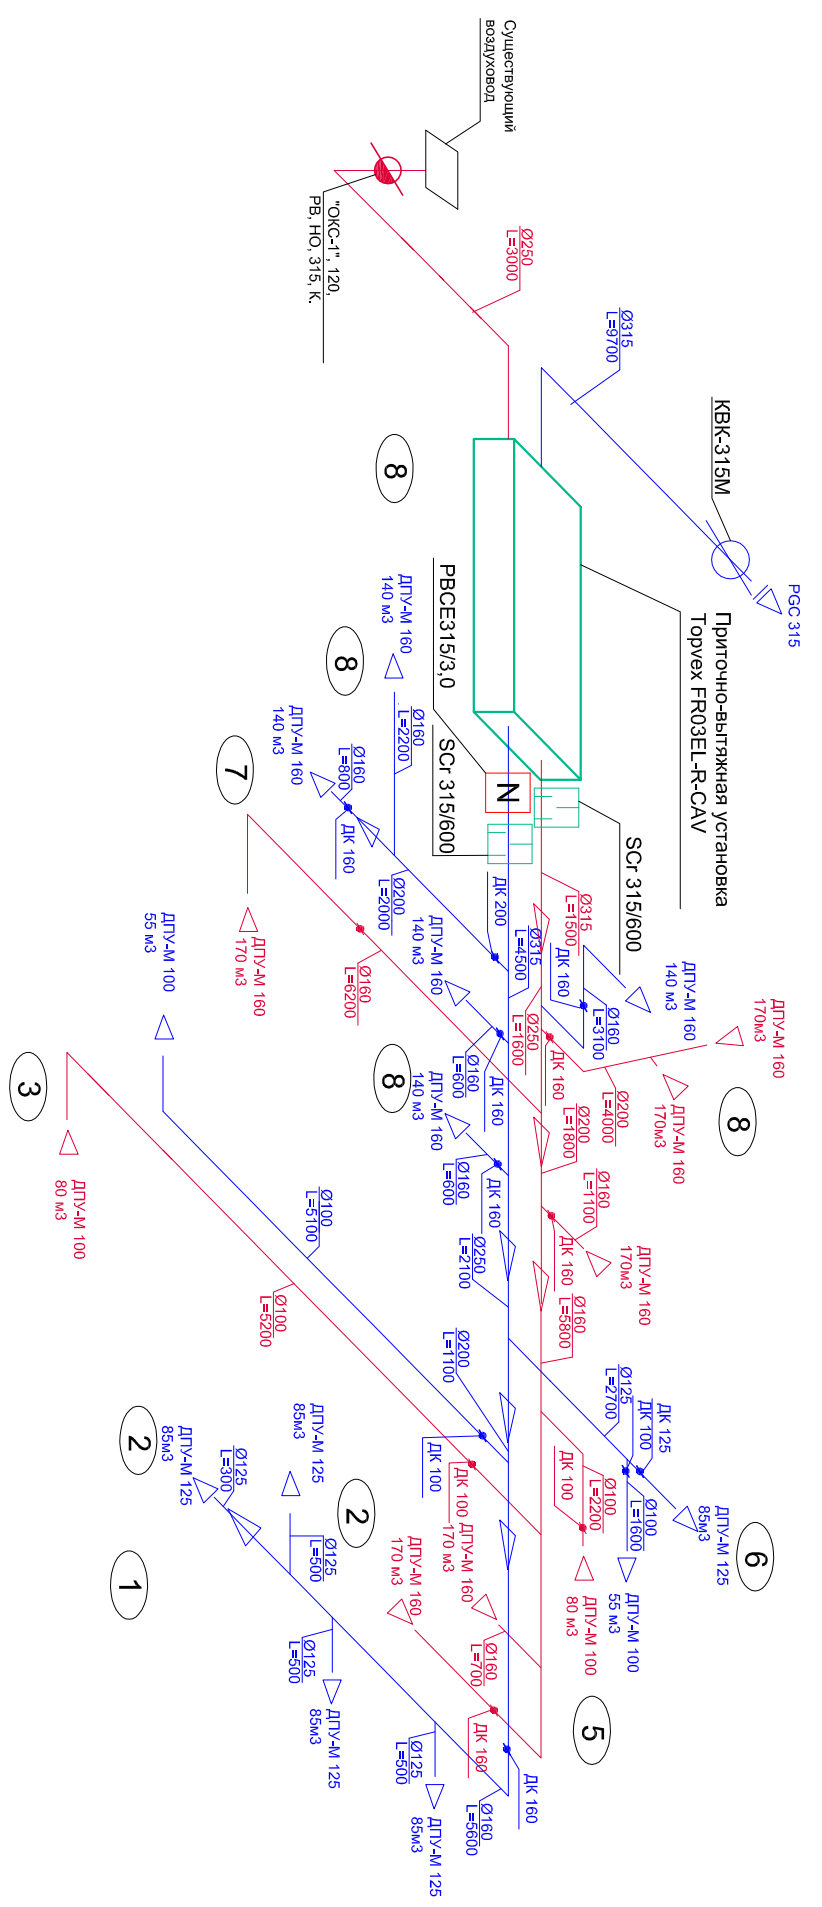 Существующий
воздуховод
"ОКС-1", 120,
РВ, НО, 315, К.
Ø250
L=3000
Ø315
L=9700
КВК-315М
PGC 315
Приточно-вытяжная установка
Topvex FR03EL-R-CAV
8
PBCE315/3,0
SCr 315/600
SCr 315/600
N
ДПУ-М 160
140 м3
8
Ø160
L=2200
ДПУ-М 160
140 м3
Ø160
L=800
ДК 160
7
Ø200
L=2000
ДК 200
Ø315
L=4500
Ø315
L=1500
ДК 160
Ø160
L=3100
ДПУ-М 160
140 м3
ДПУ-М 160
170м3
ДПУ-М 160
170м3
8
Ø200
L=4000
Ø250
L=1600
ДК 160
Ø200
L=1800
ДПУ-М 160
140 м3
Ø160
L=600
ДК 160
8
ДПУ-М 160
140 м3
Ø160
L=600
ДК 160
ДПУ-М 160
170 м3
Ø160
L=6200
ДПУ-М 100
55 м3
3
ДПУ-М 100
80 м3
Ø100
L=5100
Ø100
L=5200
Ø160
L=1100
ДК 160
ДПУ-М 160
170м3
Ø250
L=2100
Ø160
L=5800
Ø200
L=1100
ДК 100
ДК 100
Ø125
L=2700
ДК 100
ДК 125
Ø100
L=1600
ДПУ-М 125
85м3
6
ДПУ-М 100
55 м3
ДК 100
Ø100
L=2200
ДПУ-М 100
80 м3
5
2
ДПУ-М 125
85м3
Ø125
L=300
ДПУ-М 125
85м3
2
Ø125
L=500
1
Ø125
L=500
ДПУ-М 125
85м3
ДПУ-М 160
170 м3
ДПУ-М 160
170 м3
Ø160
L=700
ДК 160
ДК 160
Ø125
L=500
ДПУ-М 125
85м3
Ø160
L=5600